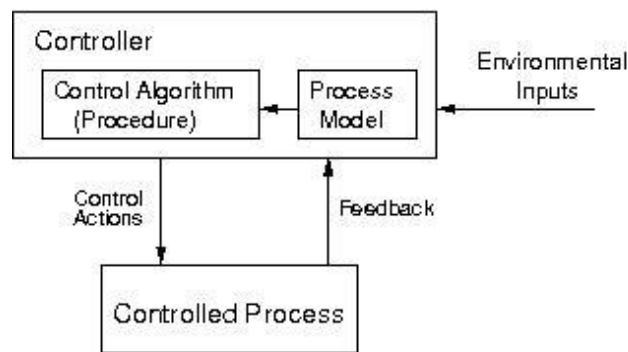 Controller
Environmental
Inputs
Control Algorithm
(Procedure)
Process
Model
Control
Actions
Feedback
Controlled Process